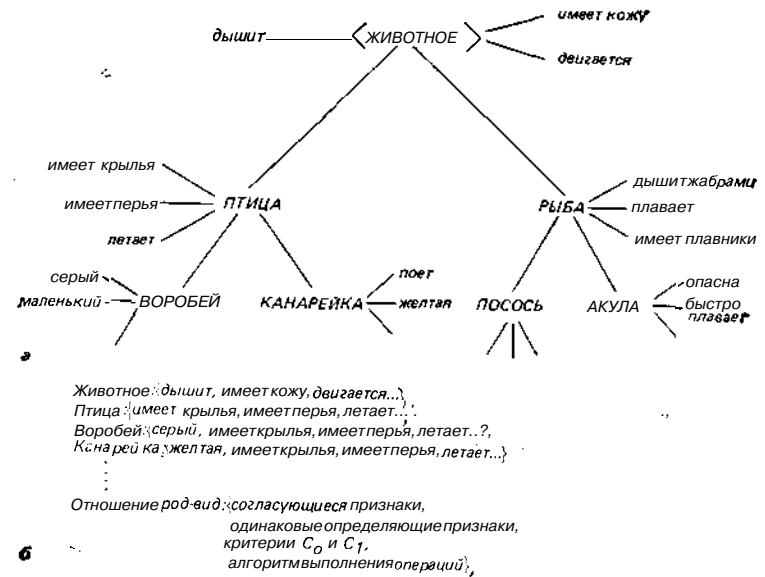 имеет кожу
дышит ЖИВОТНОЕ
двигается
имеет крылья
дышит жабрами
имеет перья ПТИЦА РЫБА плавает
летает имеет плавники
серый поет опасна
маленький ВОРОБЕЙ КАНАРЕЙКА желтая ПОСОСЬ АКУЛА быстро
плавает
а
Животное:{дышит, имеет кожу, двигается...}
Птица:{имеет крылья, имеет перья, летает...
Воробей:{серый, имеет крылья, имеет перья, летает..?,
Канарейка:{желтая, имеет крылья, имеет перья, летает...}
Отношение род-вид:{согласующиеся признаки,
одинаковые определяющие признаки,
критерии C₀ и C₁,
б алгоритм выполнения операций},